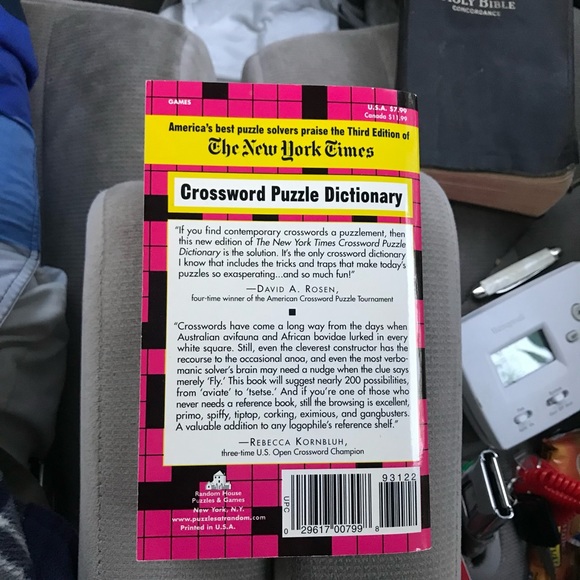 HOLY BIBLE
CONCORDANCE
GAMES
U.S.A. $7.99
Canada $11.99
America's best puzzle solvers praise the Third Edition of
The New York Times
Crossword Puzzle Dictionary
"If you find contemporary crosswords a puzzlement, then
this new edition of The New York Times Crossword Puzzle
Dictionary is the solution. It's the only crossword dictionary
I know that includes the tricks and traps that make today's
puzzles so exasperating...and so much fun!"
—DAVID A. ROSEN,
four-time winner of the American Crossword Puzzle Tournament
"Crosswords have come a long way from the days when
Australian avifauna and African bovidae lurked in every
white square. Still, even the cleverest constructor has the
recourse to the occasional anoa, and even the most verbo-
manic solver's brain may need a nudge when the clue says
merely 'Fly.' This book will suggest nearly 200 possibilities,
from 'aviate' to 'tsetse.' And if you're one of those who
never needs a reference book, still the browsing is excellent,
primo, spiffy, tiptop, corking, eximious, and gangbusters.
A valuable addition to any logophile's reference shelf."
—REBECCA KORNBLUH,
three-time U.S. Open Crossword Champion
Random House
Puzzles & Games
New York, N.Y.
www.puzzlesatrandom.com
Printed in U.S.A.
93122
UPC
0 29617 00799 8